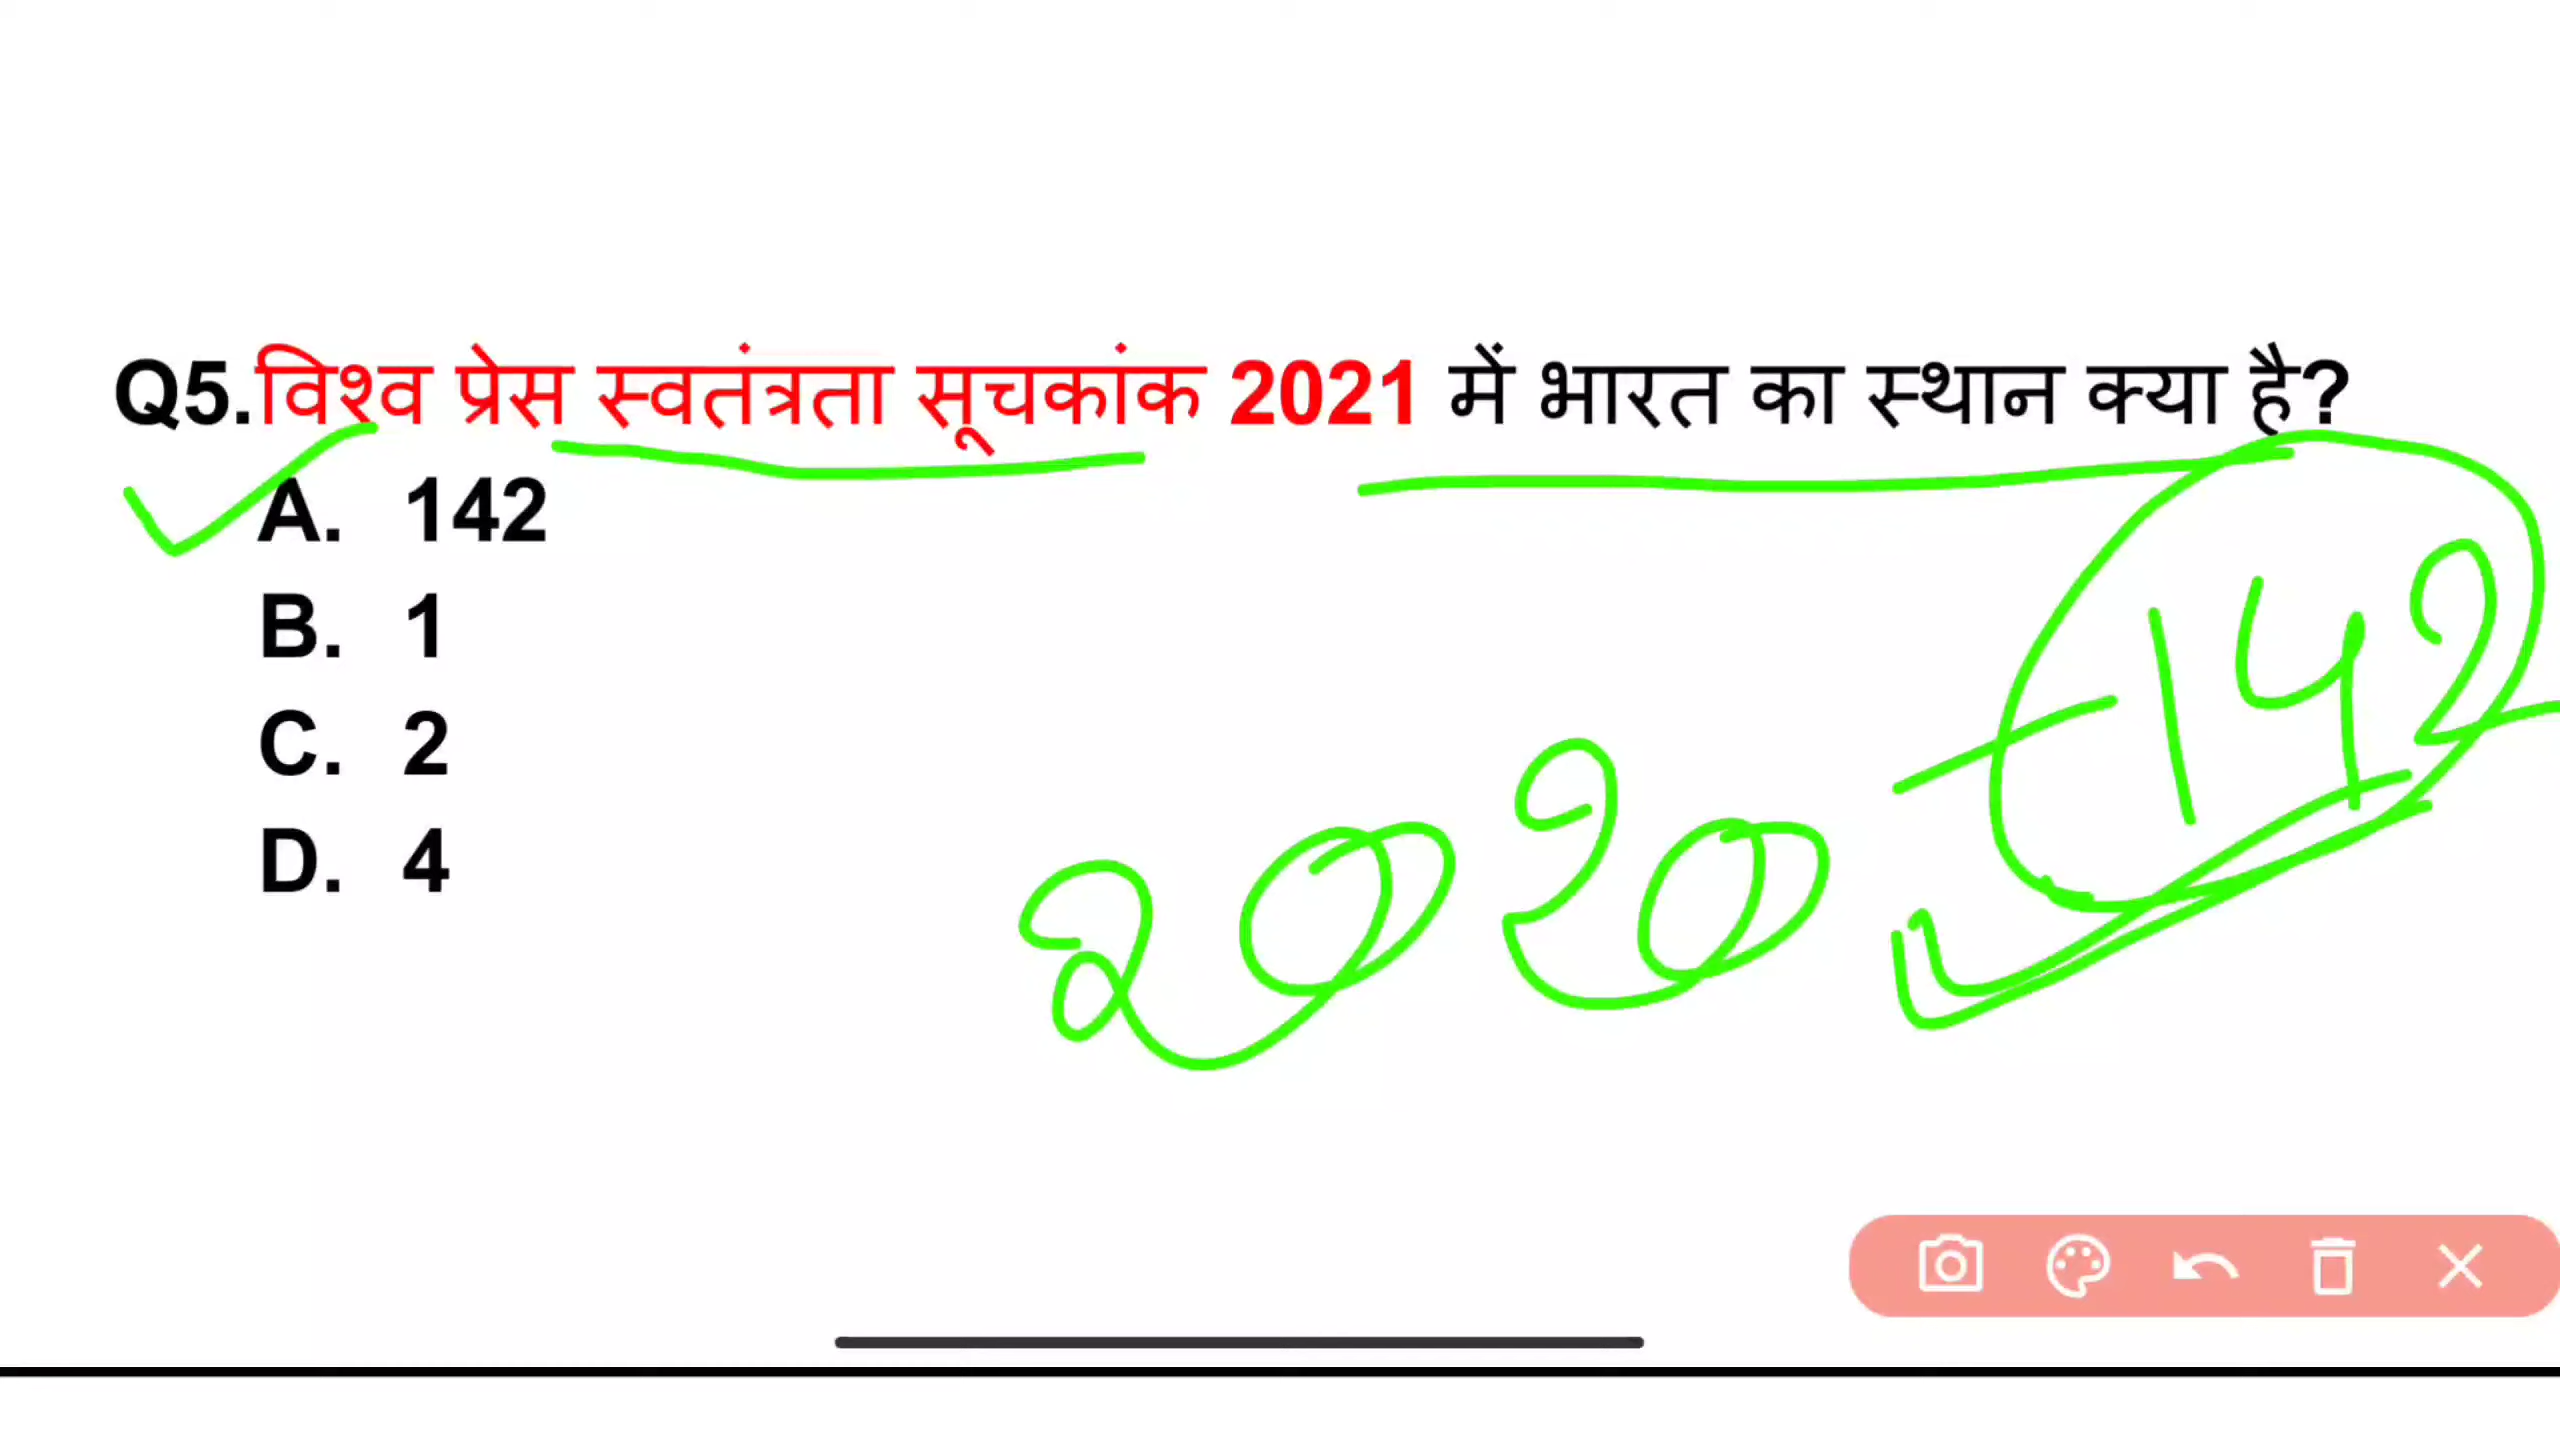 Q5.विश्व प्रेस स्वतंत्रता सूचकांक 2021 में भारत का स्थान क्या है?
A. 142
B. 1
C. 2
D. 4
2020 - 142